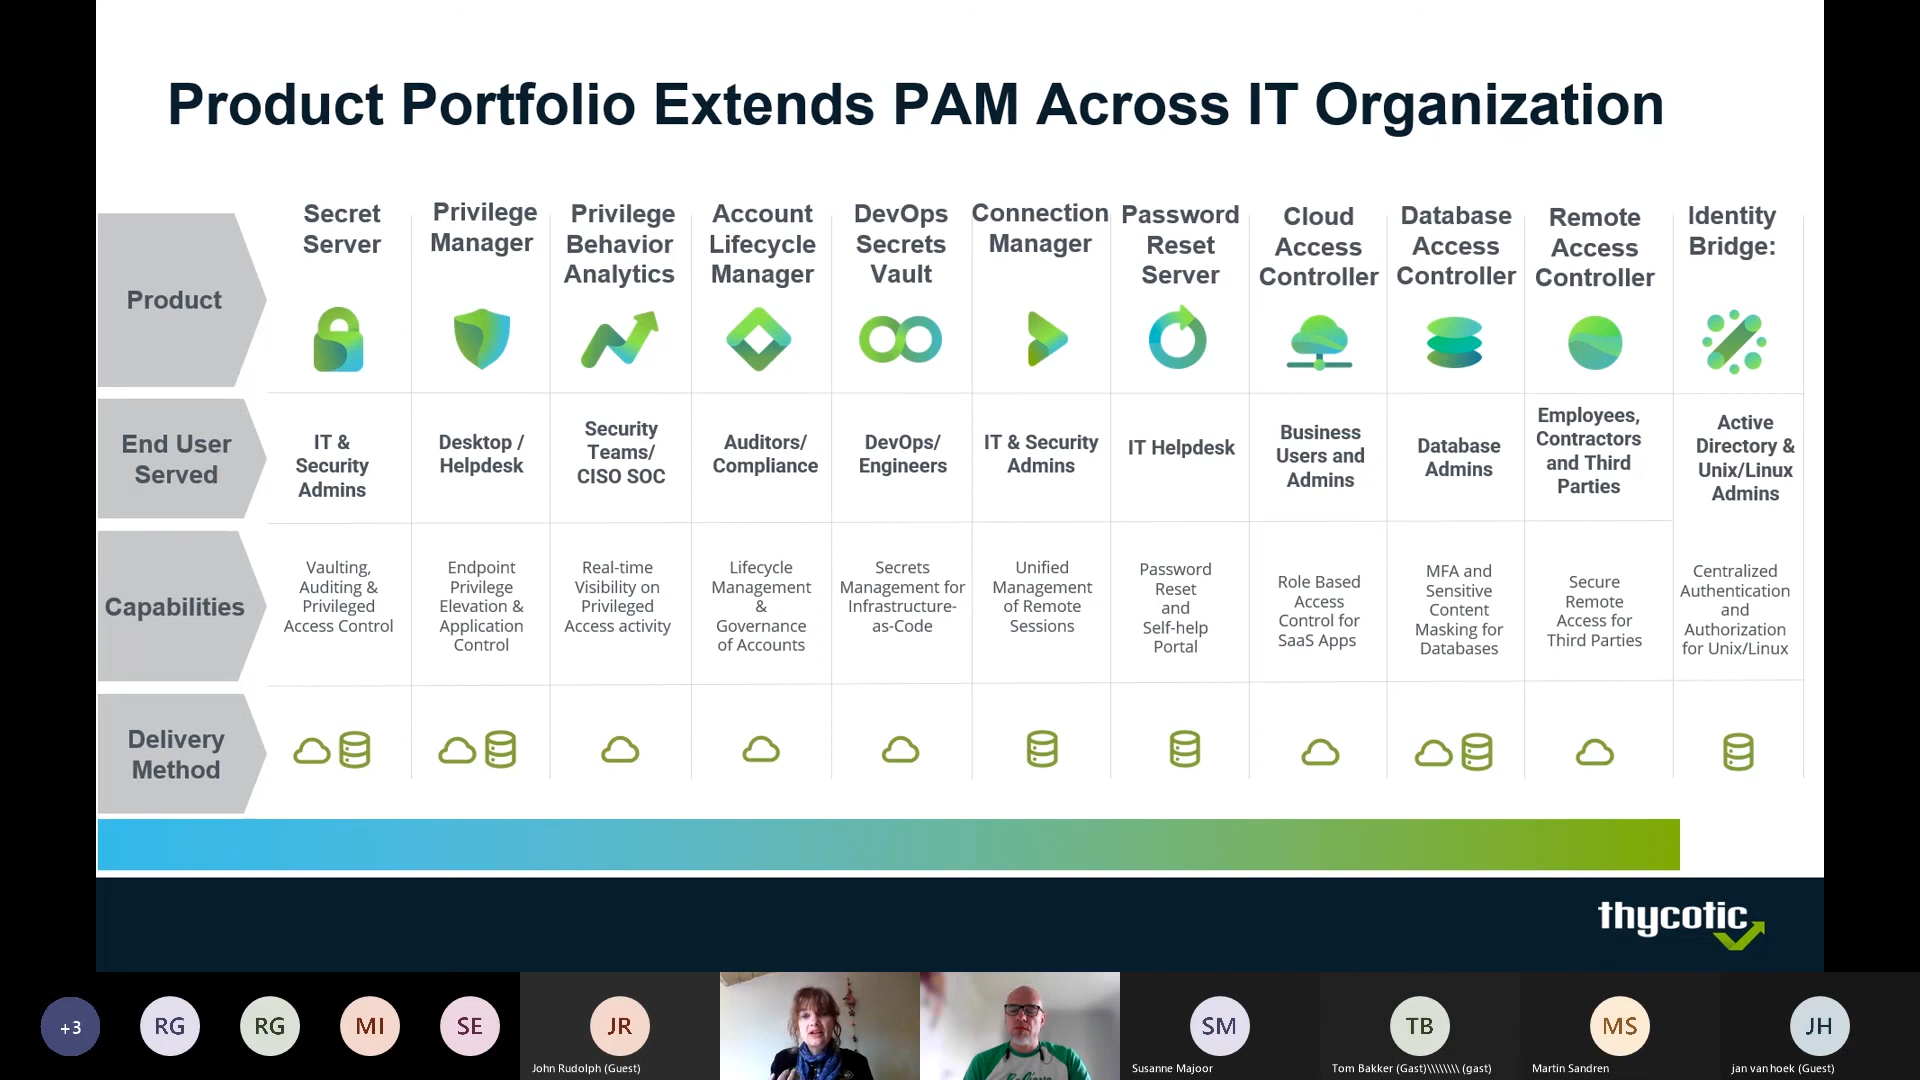 Product Portfolio Extends PAM Across IT Organization
Product
Secret
Server
Privilege
Manager
Privilege
Behavior
Analytics
Account
Lifecycle
Manager
DevOps
Secrets
Vault
Connection
Manager
Password
Reset
Server
Cloud
Access
Controller
Database
Access
Controller
Remote
Access
Controller
Identity
Bridge:
End User
Served
IT &
Security
Admins
Desktop /
Helpdesk
Security
Teams/
CISO SOC
Auditors/
Compliance
DevOps/
Engineers
IT & Security
Admins
IT Helpdesk
Business
Users and
Admins
Database
Admins
Employees,
Contractors
and Third
Parties
Active
Directory &
Unix/Linux
Admins
Capabilities
Vaulting,
Auditing &
Privileged
Access Control
Endpoint
Privilege
Elevation &
Application
Control
Real-time
Visibility on
Privileged
Access activity
Lifecycle
Management
&
Governance
of Accounts
Secrets
Management for
Infrastructure-
as-Code
Unified
Management
of Remote
Sessions
Password
Reset
and
Self-help
Portal
Role Based
Access
Control for
SaaS Apps
MFA and
Sensitive
Content
Masking for
Databases
Secure
Remote
Access for
Third Parties
Centralized
Authentication
and
Authorization
for Unix/Linux
Delivery
Method
thycotic
+3
RG
RG
MI
SE
JR
John Rudolph (Guest)
SM
Susanne Majoor
TB
Tom Bakker (Gast)\\\\\\\\ (gast)
MS
Martin Sandren
JH
jan van hoek (Guest)